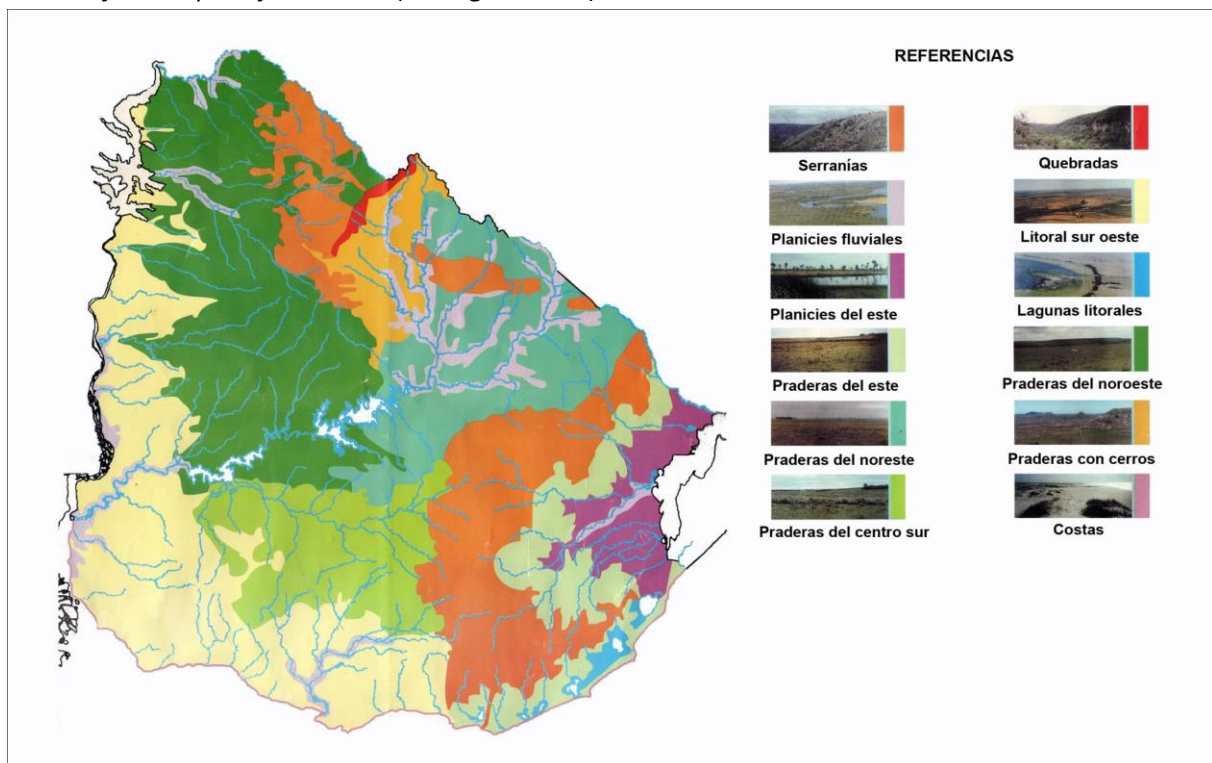 REFERENCIAS
Serranías
Quebradas
Planicies fluviales
Litoral sur oeste
Planicies del este
Lagunas litorales
Praderas del este
Praderas del noroeste
Praderas del noreste
Praderas con cerros
Praderas del centro sur
Costas